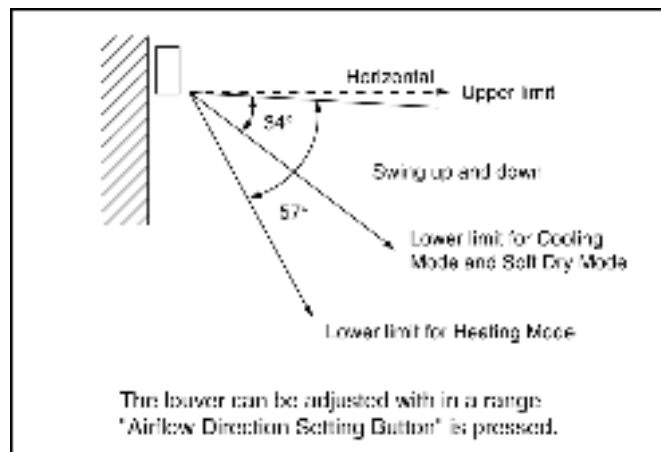 Horizontal
Upper limit
34°
Swing up and down
57°
Lower limit for Cooling
Mode and Soft Dry Mode
Lower limit for Heating Mode
The louver can be adjusted with in a range
"Airflow Direction Setting Button" is pressed.